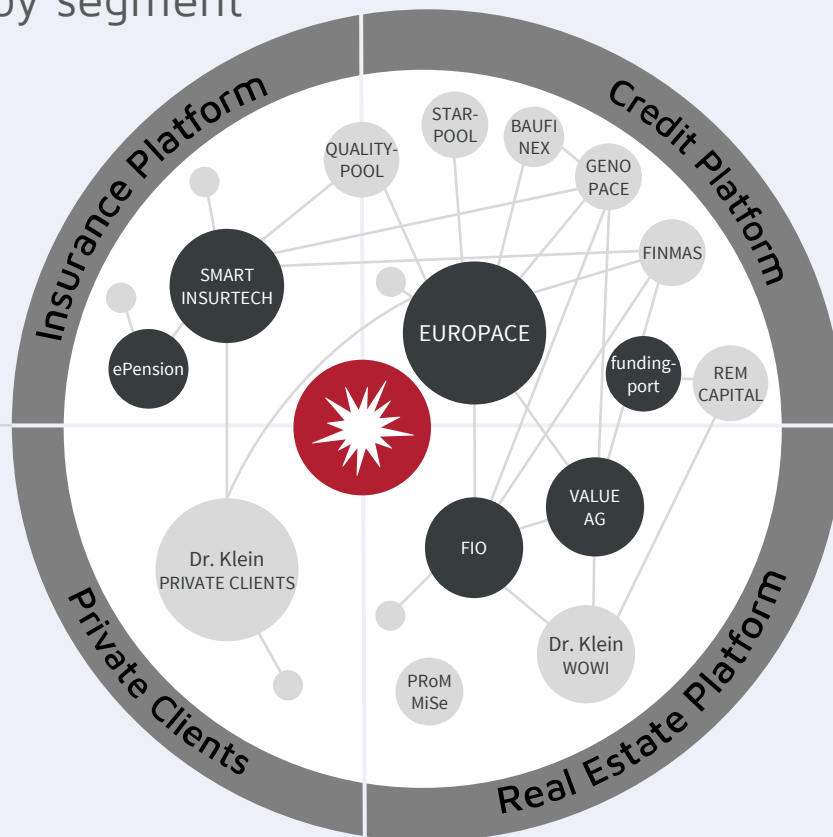 by segment
Insurance Platform
Credit Platform
STAR-
POOL
BAUFI
NEX
QUALITY-
POOL
GENO
PACE
FINMAS
SMART
INSURTECH
EUROPACE
ePension
funding-
port
REM
CAPITAL
VALUE
AG
FIO
Dr. Klein
PRIVATE CLIENTS
Dr. Klein
WOWI
PRoM
MiSe
Private Clients
Real Estate Platform